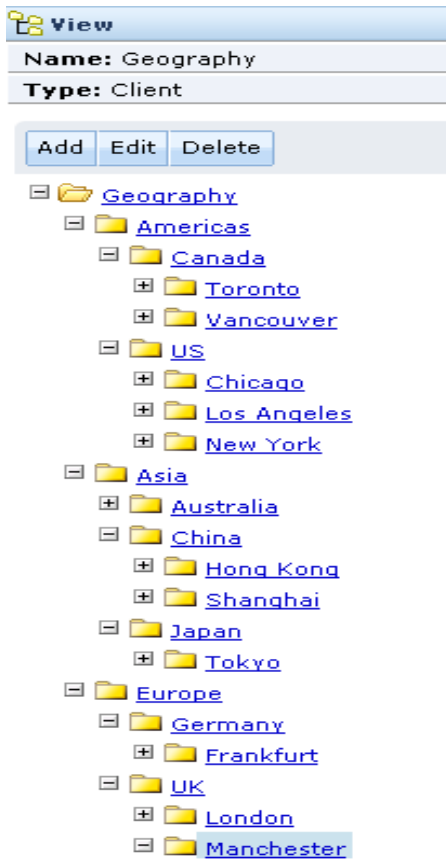 View
Name: Geography
Type: Client
Add Edit Delete
Geography
Americas
Canada
Toronto
Vancouver
US
Chicago
Los Angeles
New York
Asia
Australia
China
Hong Kong
Shanghai
Japan
Tokyo
Europe
Germany
Frankfurt
UK
London
Manchester